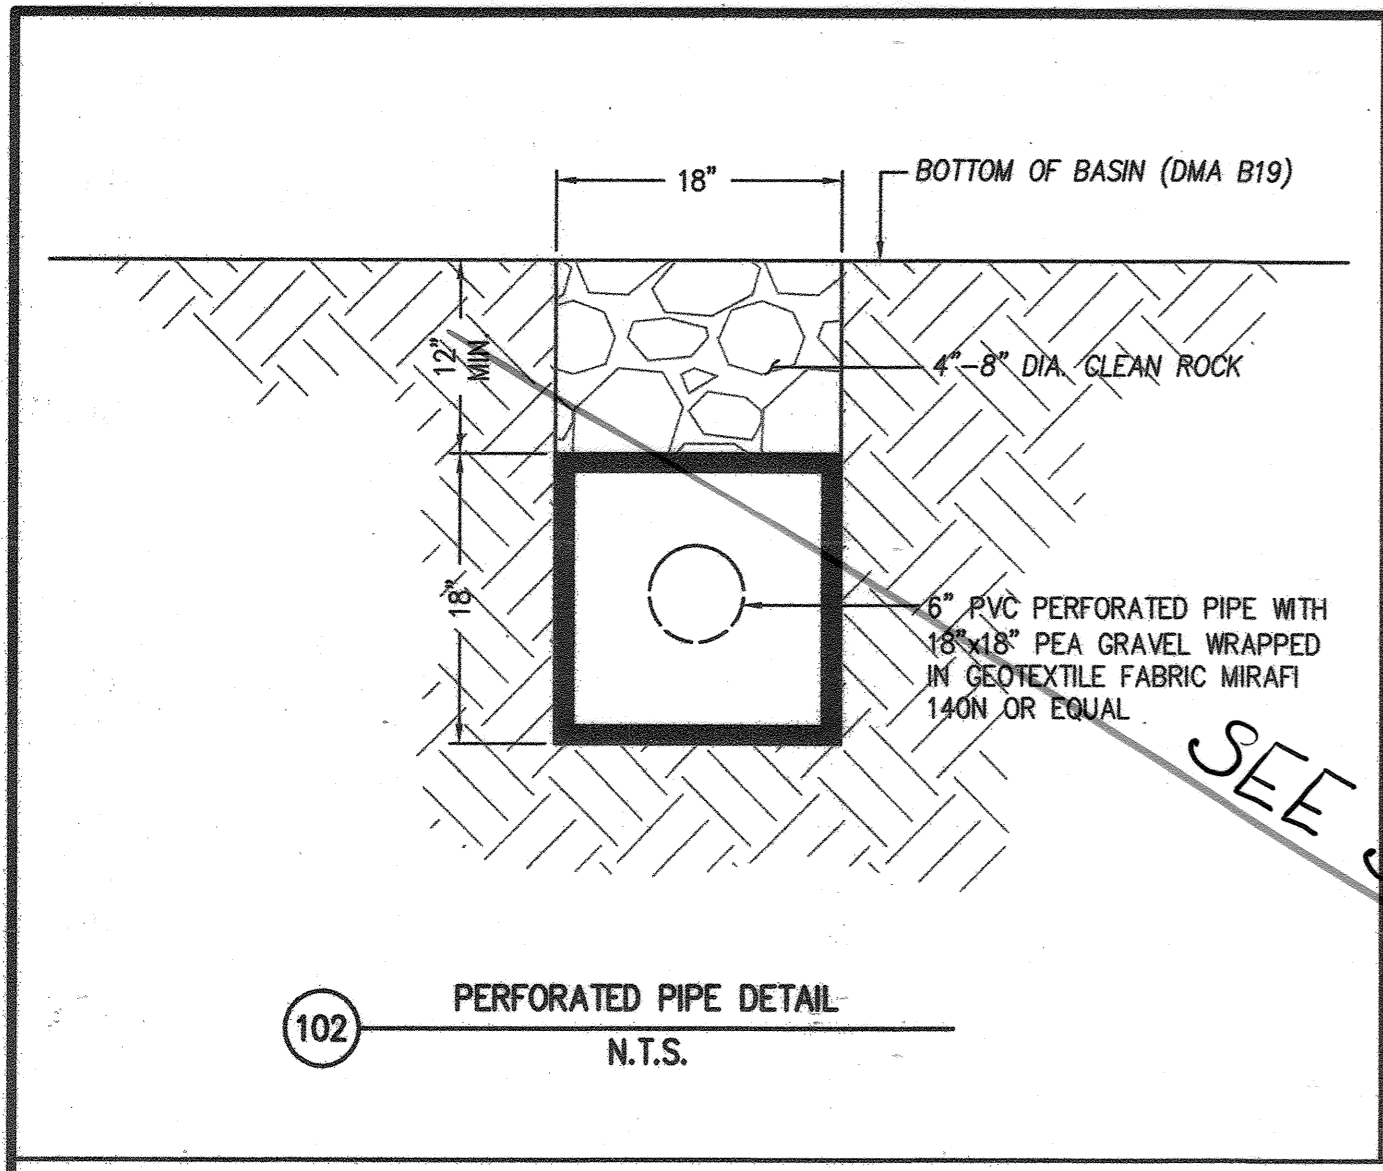 18"
BOTTOM OF BASIN (DMA B19)
12"
MIN.
4"-8" DIA. CLEAN ROCK
18"
6" PVC PERFORATED PIPE WITH
18"x18" PEA GRAVEL WRAPPED
IN GEOTEXTILE FABRIC MIRAFI
140N OR EQUAL
SEE
102
PERFORATED PIPE DETAIL
N.T.S.